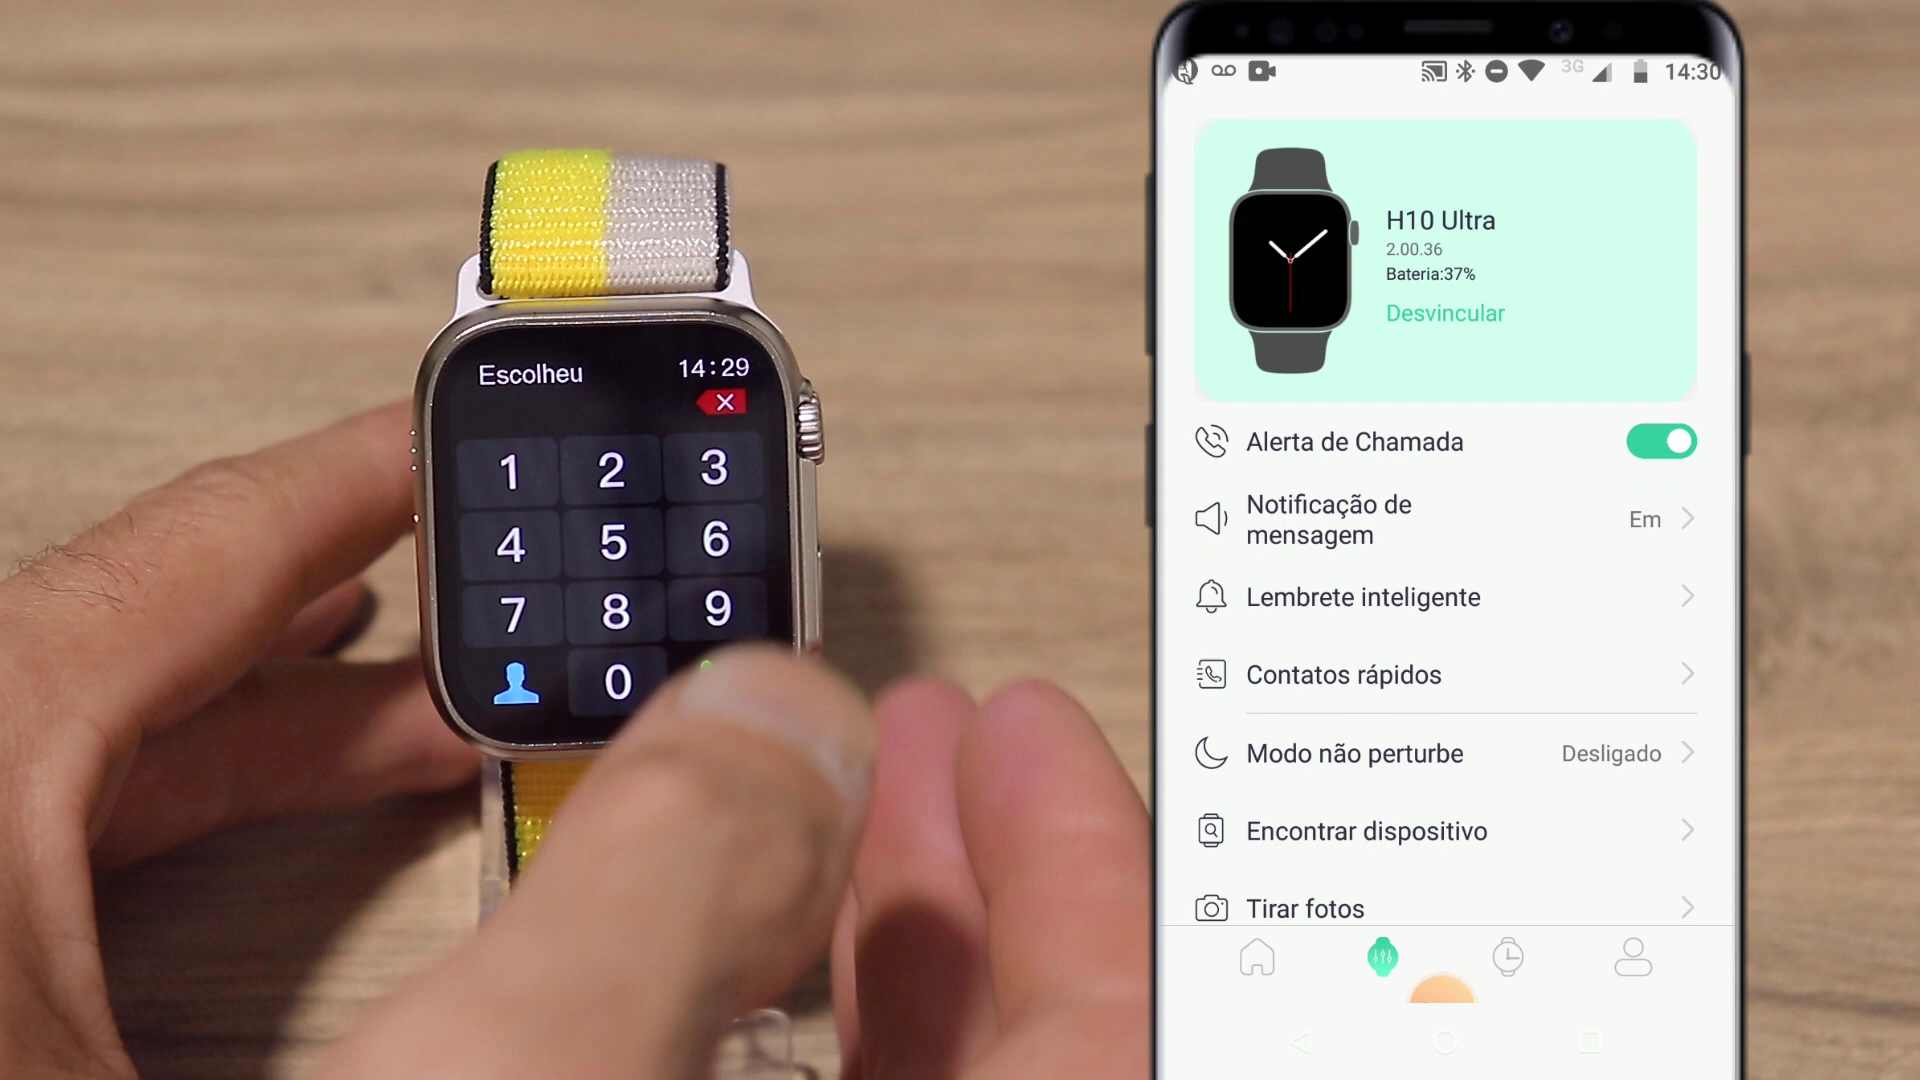 Escolheu
14:29
1 2 3
4 5 6
7 8 9
0
3G
14:30
H10 Ultra
2.00.36
Bateria:37%
Desvincular
Alerta de Chamada
Notificação de
mensagem
Em
Lembrete inteligente
Contatos rápidos
Modo não perturbe
Desligado
Encontrar dispositivo
Tirar fotos